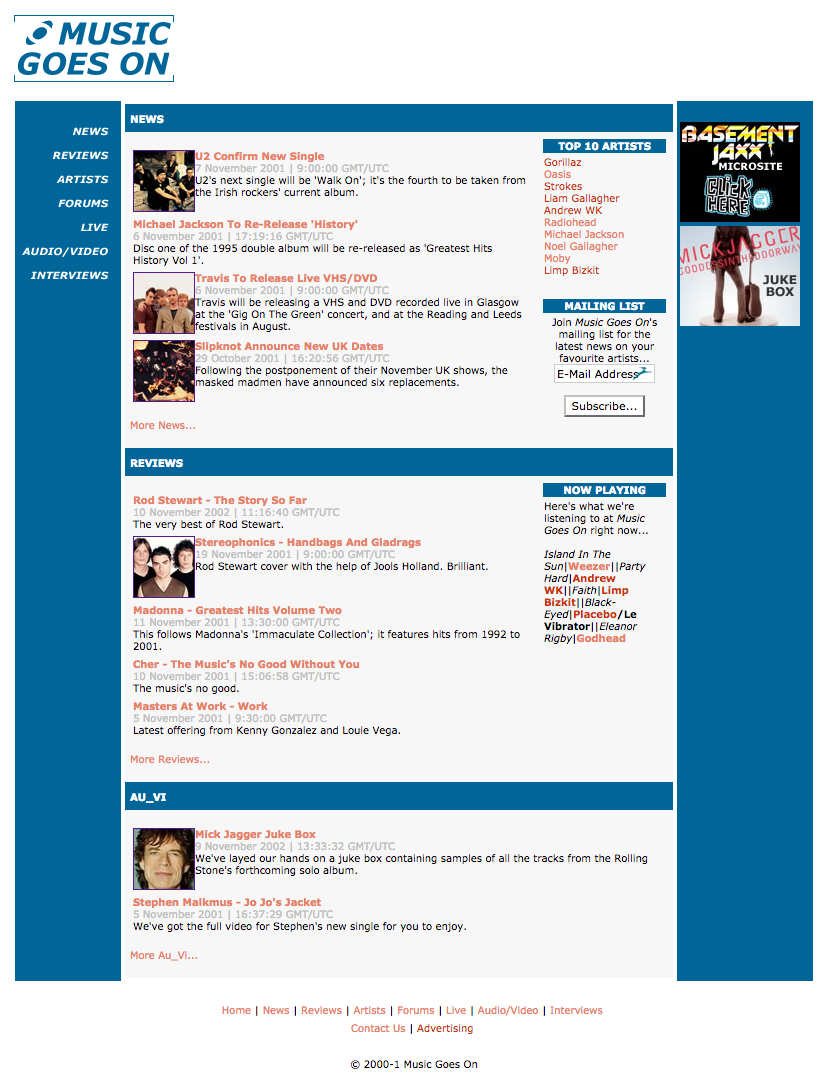 MUSIC
GOES ON
NEWS
REVIEWS
ARTISTS
FORUMS
LIVE
AUDIO/VIDEO
INTERVIEWS
NEWS
U2 Confirm New Single
7 November 2001 | 9:00:00 GMT/UTC
U2's next single will be 'Walk On'; it's the fourth to be taken from
the Irish rockers' current album.
Michael Jackson To Re-Release 'History'
6 November 2001 | 17:19:16 GMT/UTC
Disc one of the 1995 double album will be re-released as 'Greatest Hits
History Vol 1'.
Travis To Release Live VHS/DVD
6 November 2001 | 9:00:00 GMT/UTC
Travis will be releasing a VHS and DVD recorded live in Glasgow
at the 'Gig On The Green' concert, and at the Reading and Leeds
festivals in August.
Slipknot Announce New UK Dates
29 October 2001 | 16:20:56 GMT/UTC
Following the postponement of their November UK shows, the
masked madmen have announced six replacements.
More News...
TOP 10 ARTISTS
Gorillaz
Oasis
Strokes
Liam Gallagher
Andrew WK
Radiohead
Michael Jackson
Noel Gallagher
Moby
Limp Bizkit
MAILING LIST
Join Music Goes On's
mailing list for the
latest news on your
favourite artists...
E-Mail Address
Subscribe...
BASEMENT
JAXX
MICROSITE
CLICK
HERE
MICK JAGGER
GODDESSINTHEDOORWAY
JUKE
BOX
REVIEWS
Rod Stewart - The Story So Far
10 November 2002 | 11:16:40 GMT/UTC
The very best of Rod Stewart.
Stereophonics - Handbags And Gladrags
19 November 2001 | 9:00:00 GMT/UTC
Rod Stewart cover with the help of Jools Holland. Brilliant.
Madonna - Greatest Hits Volume Two
11 November 2001 | 13:30:00 GMT/UTC
This follows Madonna's 'Immaculate Collection'; it features hits from 1992 to
2001.
Cher - The Music's No Good Without You
10 November 2001 | 15:06:58 GMT/UTC
The music's no good.
Masters At Work - Work
5 November 2001 | 9:30:00 GMT/UTC
Latest offering from Kenny Gonzalez and Louie Vega.
More Reviews...
NOW PLAYING
Here's what we're
listening to at Music
Goes On right now...
Island In The
Sun|Weezer||Party
Hard|Andrew
WK||Faith|Limp
Bizkit||Black-
Eyed|Placebo/Le
Vibrator||Eleanor
Rigby|Godhead
AU_VI
Mick Jagger Juke Box
9 November 2002 | 13:33:32 GMT/UTC
We've layed our hands on a juke box containing samples of all the tracks from the Rolling
Stone's forthcoming solo album.
Stephen Malkmus - Jo Jo's Jacket
5 November 2001 | 16:37:29 GMT/UTC
We've got the full video for Stephen's new single for you to enjoy.
More Au_Vi...
Home | News | Reviews | Artists | Forums | Live | Audio/Video | Interviews
Contact Us | Advertising
© 2000-1 Music Goes On